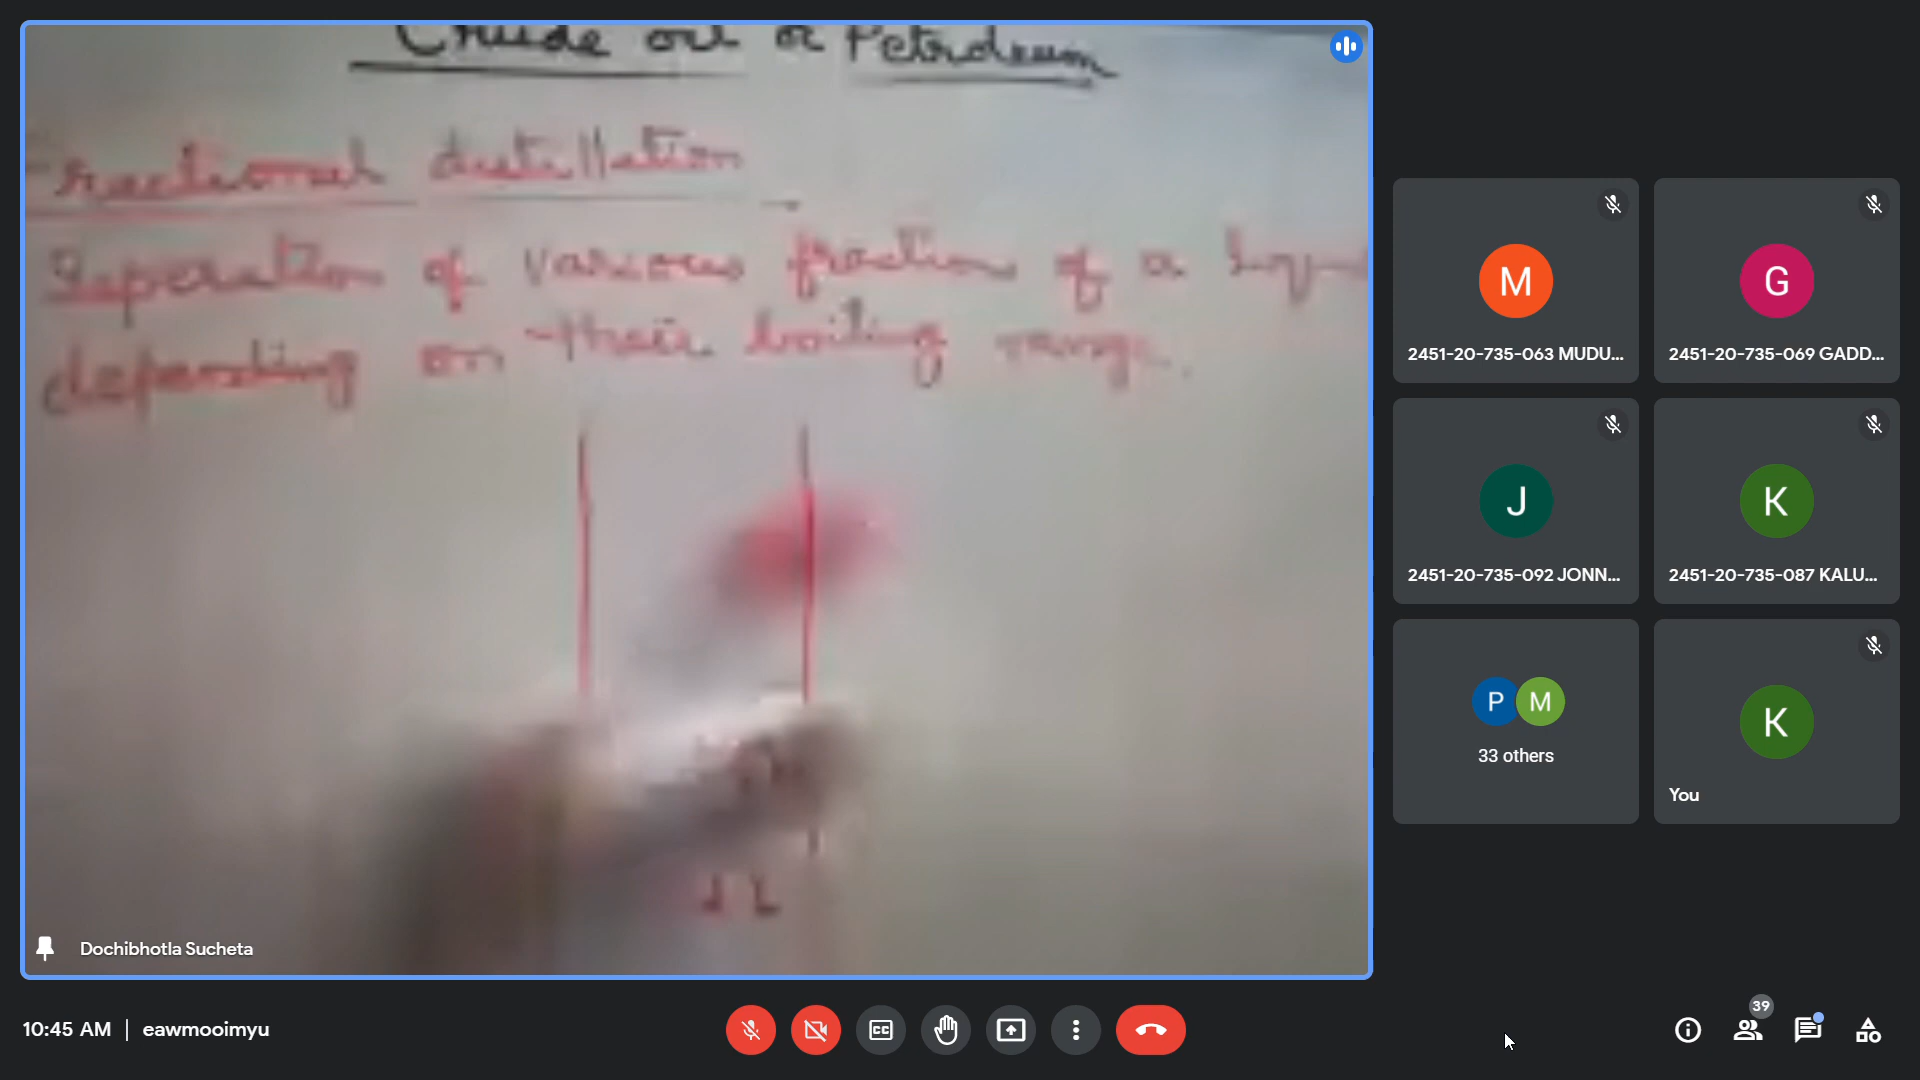 Crude oil or Petroleum
Fractional distillation
Seperation of various fractions of a
depending on their boiling range.
Dochibhotla Sucheta
M
2451-20-735-063 MUDU...
G
2451-20-735-069 GADD...
J
2451-20-735-092 JONN...
K
2451-20-735-087 KALU...
P M
33 others
K
You
10:45 AM | eawmooimyu
CC
39